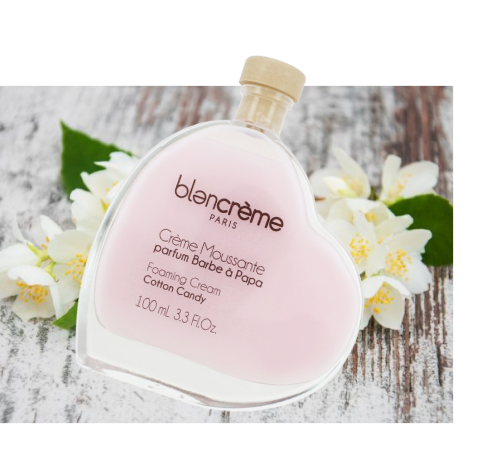 blancrème
PARIS
Crème Moussante
parfum Barbe à Papa
Foaming Cream
Cotton Candy
100 mL 3.3 Fl.Oz.